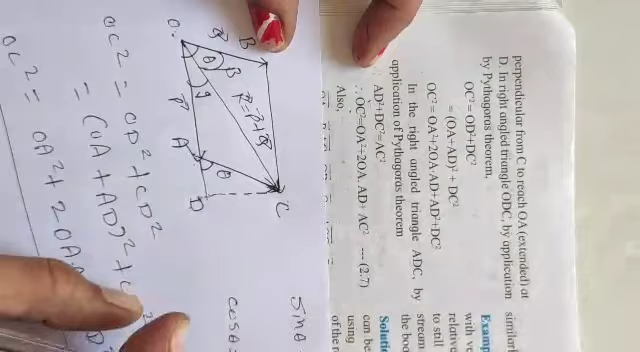 perpendicular from C to reach OA (extended) at
D. In right angled triangle ODC, by application
by Pythagoras theorem,
OC²= OD²+DC²
= (OA+AD)² + DC²
OC²= OA²+2OA.AD+AD²+DC²
In the right angled triangle ADC, by
application of Pythagoras theorem
AD²+DC²=AC²
∴ OC²=OA²+2OA. AD+ AC² ---(2.7)
Also,
similar
Examp
with ve
relative
to still
stream
the boa
Soluti
can be
using
of the r
O
B
θ
β
R=P+Q
P
A
θ
D
C
OC² = OD² + CD²
= (OA + AD)² + C
OC² = OA² + 2OA
sinθ
cosθ=